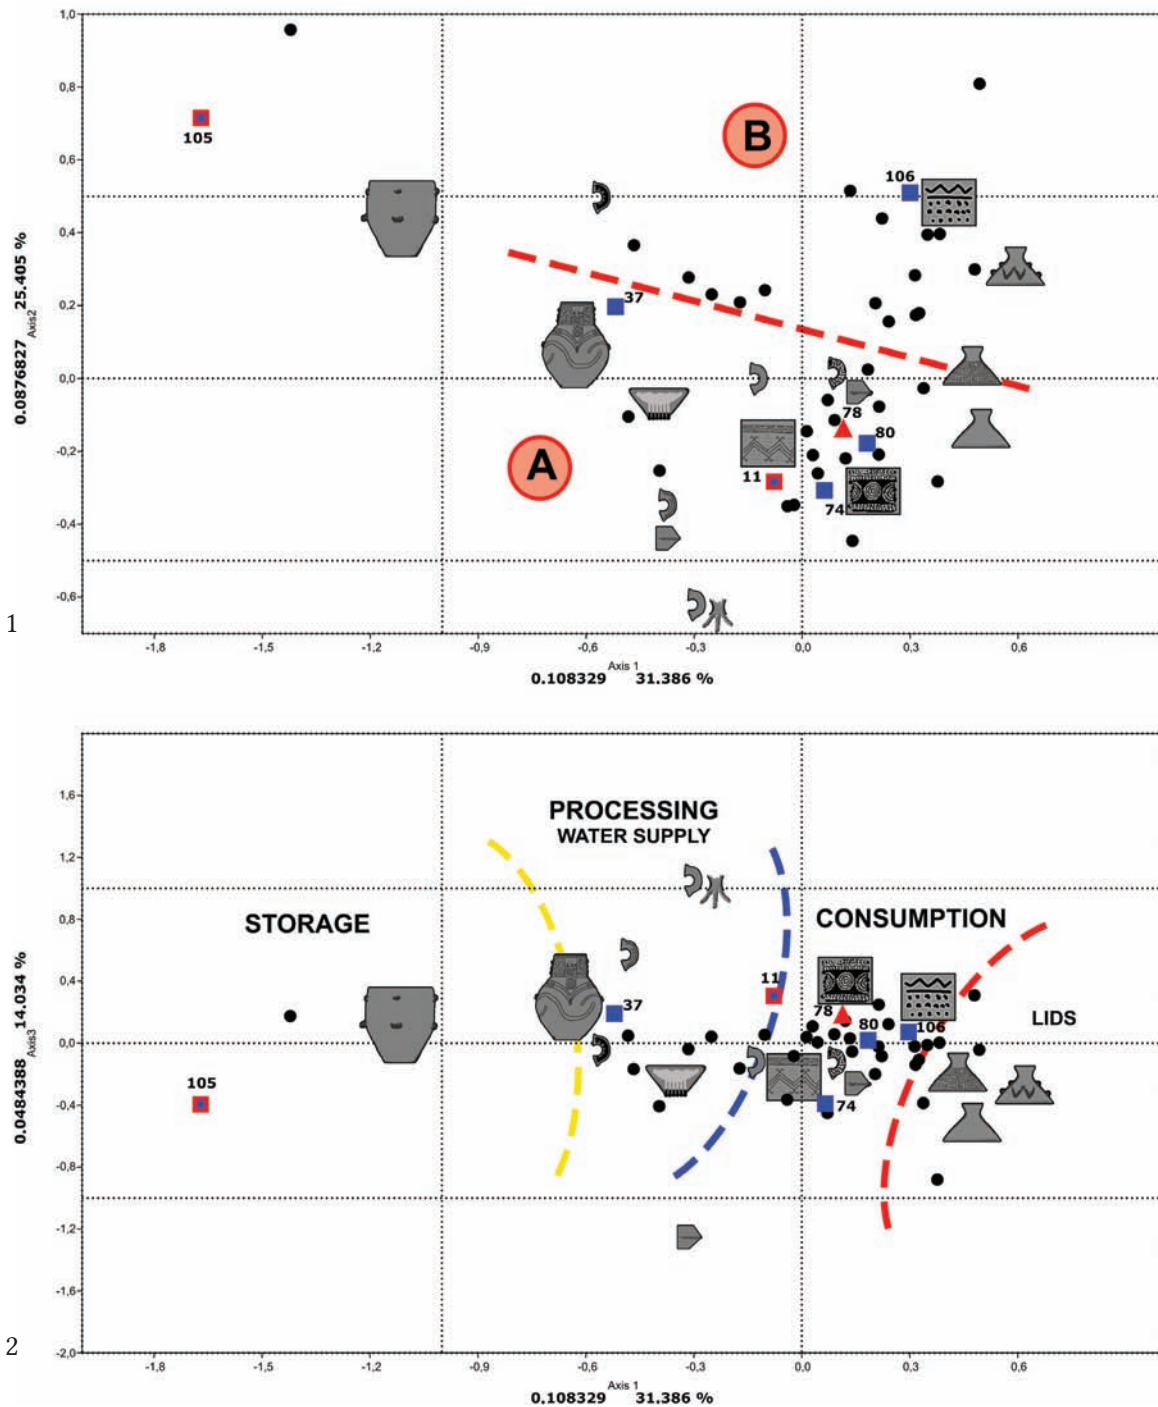 1,0
0,8
105
B
0,6
106
0,4
37
0,2
0,0
78
80
A
11
74
-0,2
-0,4
-0,6
0.0876827 Axis2 25.405 %
1
-1,8 -1,2 -0,9 -0,6 -0,3 0,0 0,3 0,6
Axis 1
0.108329 31.386 %
PROCESSING
WATER SUPPLY
STORAGE
CONSUMPTION
LIDS
1,6
1,2
0,8
0,4
0,0
-0,4
-0,8
-1,2
-1,6
-2,0
105
37
11
78
80
106
74
0.0484388 Axis3 14.034 %
2
-1,8 -1,5 -1,2 -0,9 -0,6 -0,3 0,0 0,3 0,6
Axis 1
0.108329 31.386 %